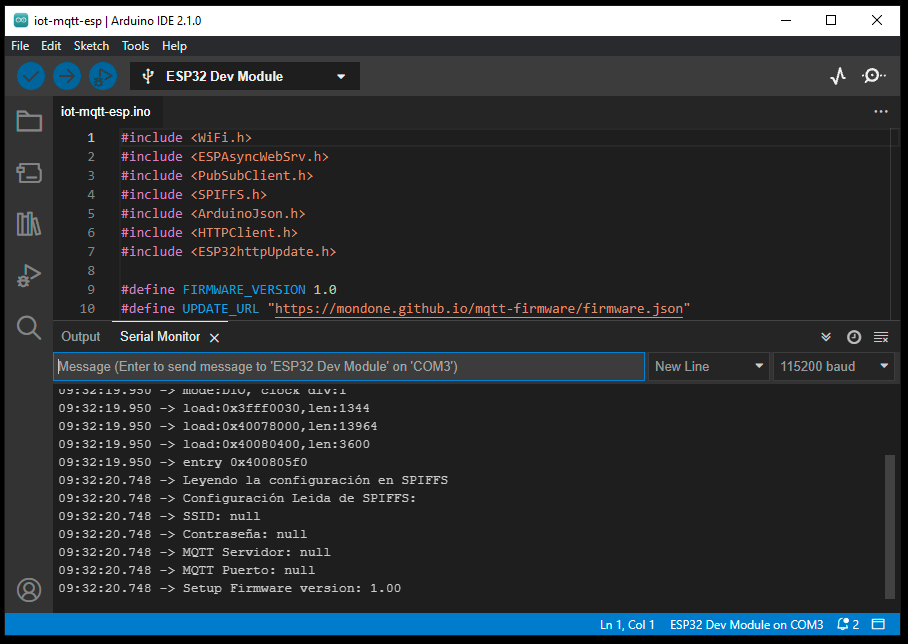 iot-mqtt-esp | Arduino IDE 2.1.0
File Edit Sketch Tools Help
ESP32 Dev Module
iot-mqtt-esp.ino
1 #include <WiFi.h>
2 #include <ESPAsyncWebSrv.h>
3 #include <PubSubClient.h>
4 #include <SPIFFS.h>
5 #include <ArduinoJson.h>
6 #include <HTTPClient.h>
7 #include <ESP32httpUpdate.h>
8
9 #define FIRMWARE_VERSION 1.0
10 #define UPDATE_URL "https://mondone.github.io/mqtt-firmware/firmware.json"
Output Serial Monitor
Message (Enter to send message to 'ESP32 Dev Module' on 'COM3') New Line 115200 baud
09:32:19.950 -> mode:DIO, clock div:1
09:32:19.950 -> load:0x3fff0030,len:1344
09:32:19.950 -> load:0x40078000,len:13964
09:32:19.950 -> load:0x40080400,len:3600
09:32:19.950 -> entry 0x400805f0
09:32:20.748 -> Leyendo la configuración en SPIFFS
09:32:20.748 -> Configuración Leida de SPIFFS:
09:32:20.748 -> SSID: null
09:32:20.748 -> Contraseña: null
09:32:20.748 -> MQTT Servidor: null
09:32:20.748 -> MQTT Puerto: null
09:32:20.748 -> Setup Firmware version: 1.00
Ln 1, Col 1 ESP32 Dev Module on COM3 2